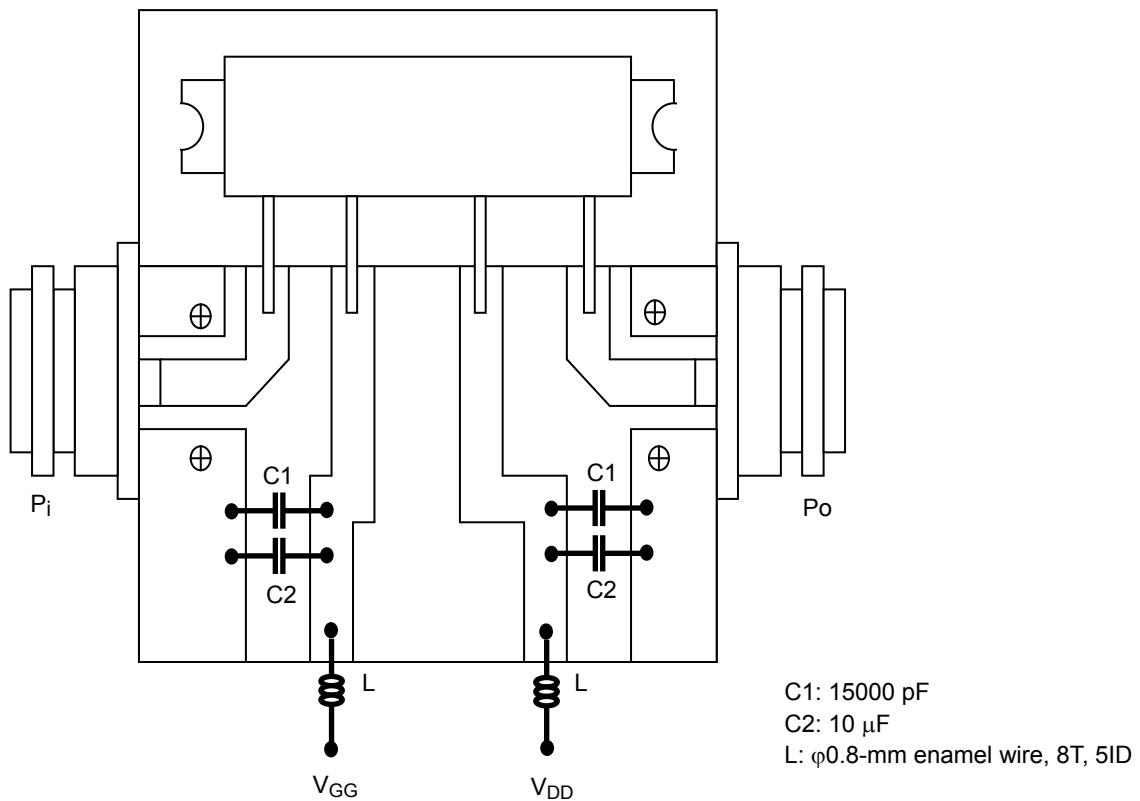 C1
C1
Pi
Po
C2
C2
L
L
C1: 15000 pF
C2: 10 μF
L: φ0.8-mm enamel wire, 8T, 5ID
VGG
VDD